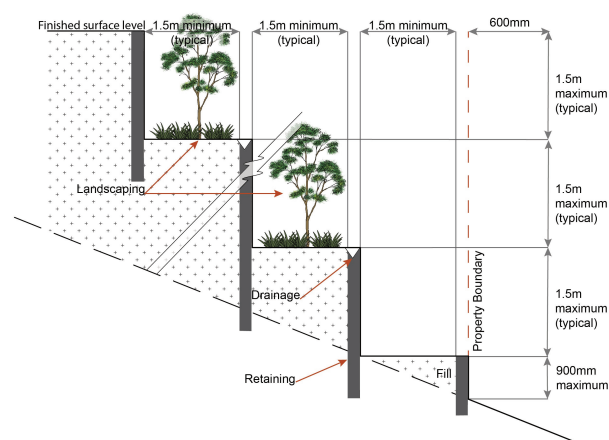 Finished surface level
1.5m minimum
(typical)
1.5m minimum
(typical)
1.5m minimum
(typical)
600mm
1.5m
maximum
(typical)
Landscaping
1.5m
maximum
(typical)
Property Boundary
Drainage
1.5m
maximum
(typical)
Retaining
Fill
900mm
maximum